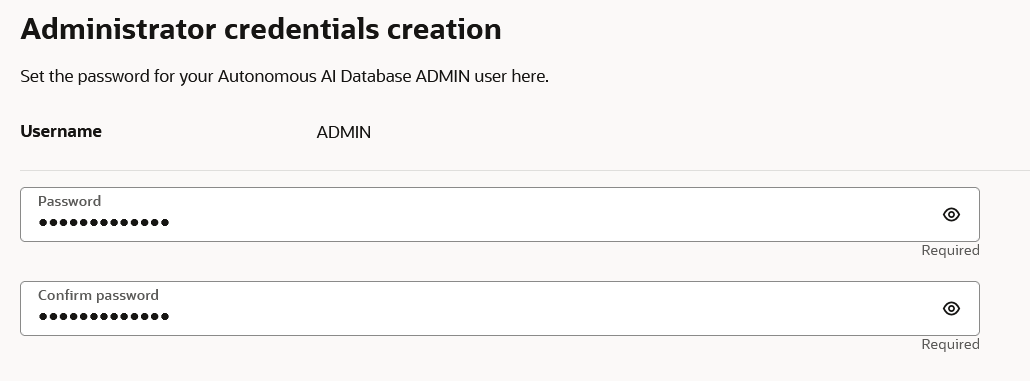 Administrator credentials creation
Set the password for your Autonomous AI Database ADMIN user here.
Username ADMIN
Password
•••••••••••••
Required
Confirm password
•••••••••••••
Required